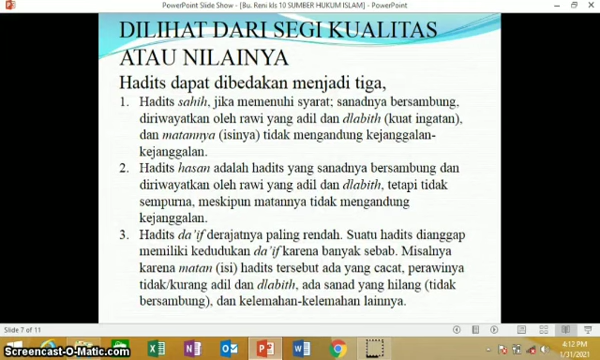 PowerPoint Slide Show - [Bu. Reni kls 10 SUMBER HUKUM ISLAM] - PowerPoint
DILIHAT DARI SEGI KUALITAS
ATAU NILAINYA
Hadits dapat dibedakan menjadi tiga,
1. Hadits sahih, jika memenuhi syarat; sanadnya bersambung,
diriwayatkan oleh rawi yang adil dan dlabith (kuat ingatan),
dan matannya (isinya) tidak mengandung kejanggalan-
kejanggalan.
2. Hadits hasan adalah hadits yang sanadnya bersambung dan
diriwayatkan oleh rawi yang adil dan dlabith, tetapi tidak
sempurna, meskipun matannya tidak mengandung
kejanggalan.
3. Hadits da'if derajatnya paling rendah. Suatu hadits dianggap
memiliki kedudukan da'if karena banyak sebab. Misalnya
karena matan (isi) hadits tersebut ada yang cacat, perawinya
tidak/kurang adil dan dlabith, ada sanad yang hilang (tidak
bersambung), dan kelemahan-kelemahan lainnya.
Slide 7 of 11
Screencast-O-Matic.com
4:12 PM
1/31/2021